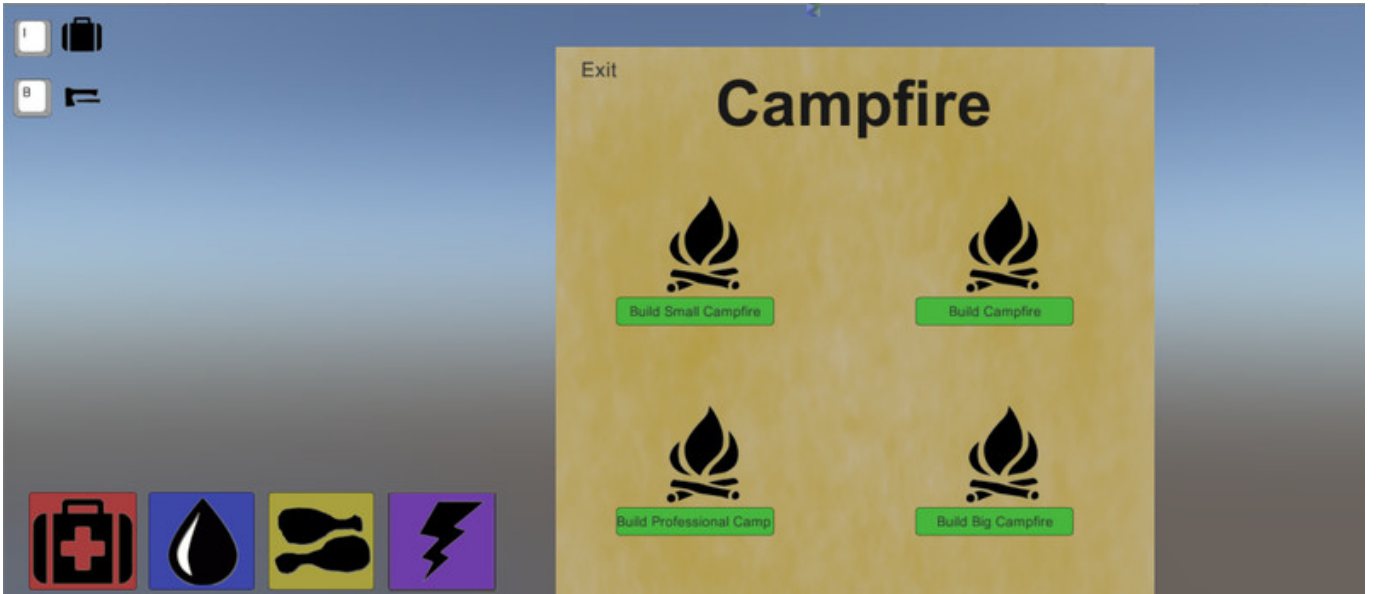 I
B
Exit
Campfire
Build Small Campfire
Build Campfire
Build Professional Camp
Build Big Campfire